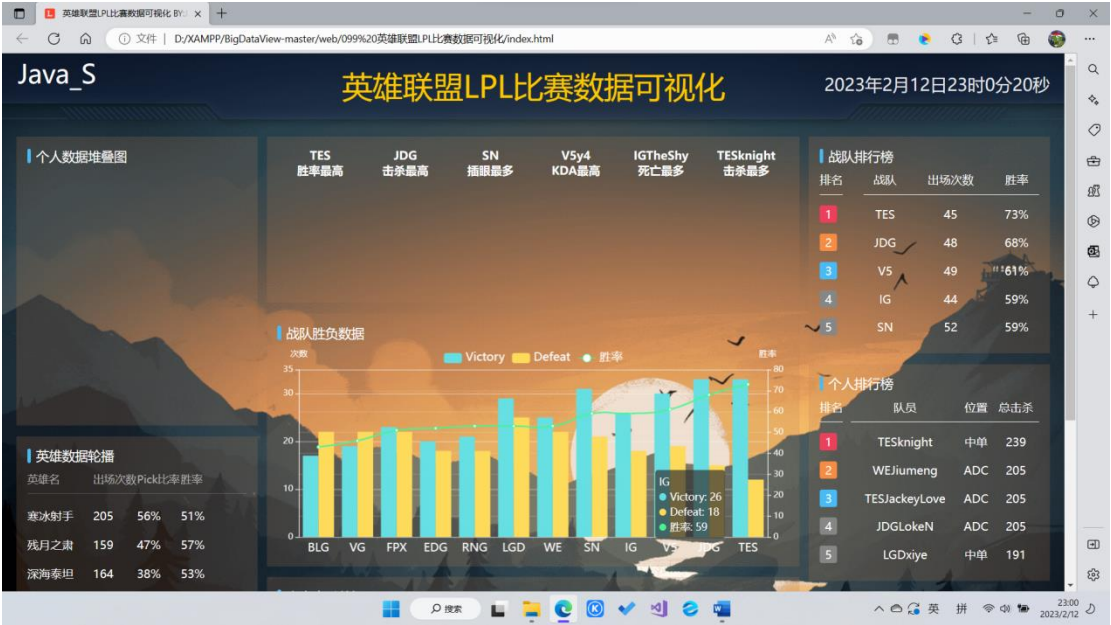 英雄联盟LPL比赛数据可视化 BY:
文件 | D:/XAMPP/BigDataView-master/web/099%20英雄联盟LPL比赛数据可视化/index.html
Java_S
英雄联盟LPL比赛数据可视化
2023年2月12日23时0分20秒
个人数据堆叠图
TES JDG SN V5y4 IGTheShy TESknight
胜率最高 击杀最高 插眼最多 KDA最高 死亡最多 击杀最多
战队排行榜
排名 战队 出场次数 胜率
1 TES 45 73%
2 JDG 48 68%
3 V5 49 61%
4 IG 44 59%
5 SN 52 59%
战队胜负数据
次数 Victory Defeat 胜率 胜率
35 30 20 10 0
80 70 60 50 40 30 20 10 0
IG
Victory: 26
Defeat: 18
胜率: 59
BLG VG FPX EDG RNG LGD WE SN IG V5 JDG TES
个人排行榜
排名 队员 位置 总击杀
1 TESknight 中单 239
2 WEJiumeng ADC 205
3 TESJackeyLove ADC 205
4 JDGLokeN ADC 205
5 LGDxiye 中单 191
英雄数据轮播
英雄名 出场次数 Pick比率 胜率
寒冰射手 205 56% 51%
残月之肃 159 47% 57%
深海泰坦 164 38% 53%
搜索
英 拼
23:00
2023/2/12